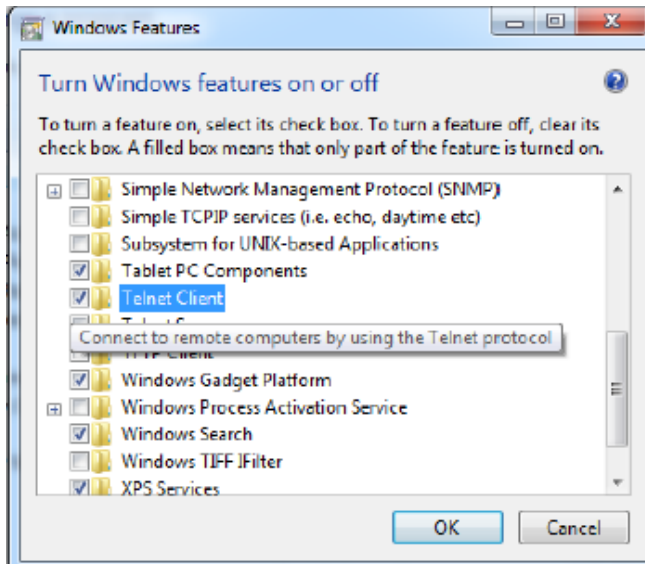 Windows Features
Turn Windows features on or off
To turn a feature on, select its check box. To turn a feature off, clear its
check box. A filled box means that only part of the feature is turned on.
Simple Network Management Protocol (SNMP)
Simple TCPIP services (i.e. echo, daytime etc)
Subsystem for UNIX-based Applications
Tablet PC Components
Telnet Client
Connect to remote computers by using the Telnet protocol
Windows Gadget Platform
Windows Process Activation Service
Windows Search
Windows TIFF IFilter
XPS Services
OK
Cancel